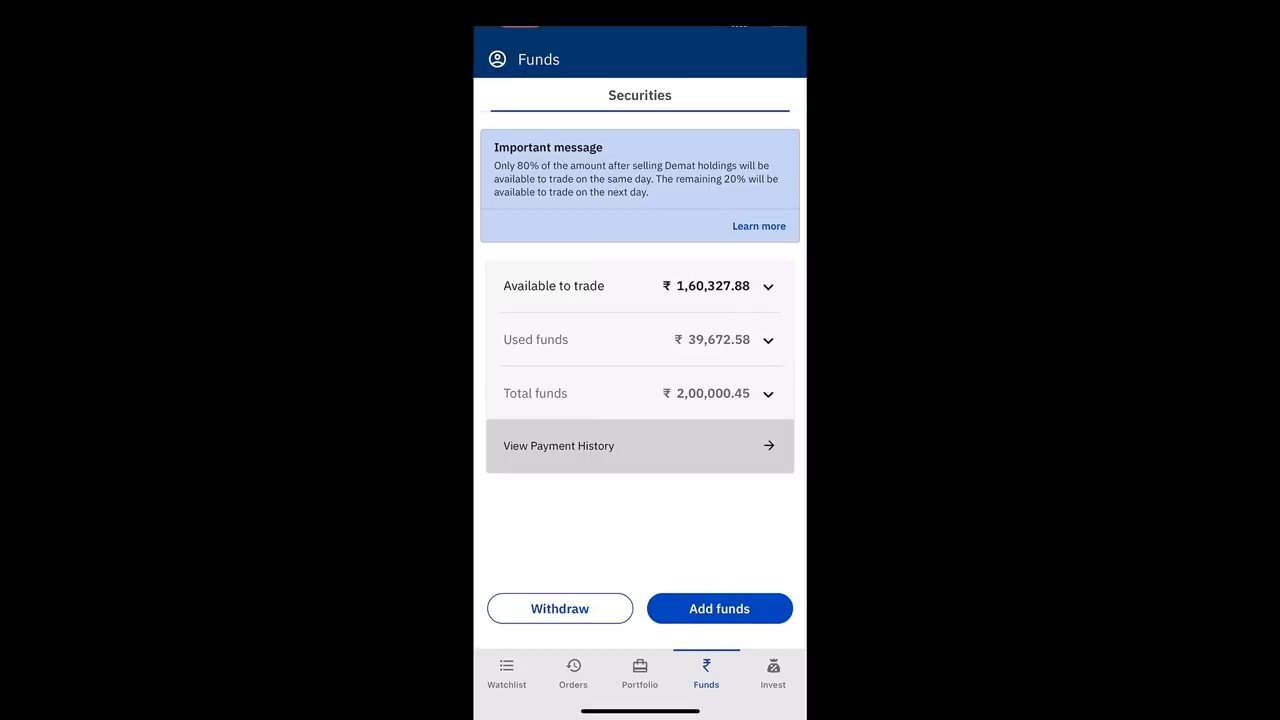 Funds
Securities
Important message
Only 80% of the amount after selling Demat holdings will be
available to trade on the same day. The remaining 20% will be
available to trade on the next day.
Learn more
Available to trade ₹ 1,60,327.88
Used funds ₹ 39,672.58
Total funds ₹ 2,00,000.45
View Payment History
Withdraw Add funds
Watchlist Orders Portfolio Funds Invest